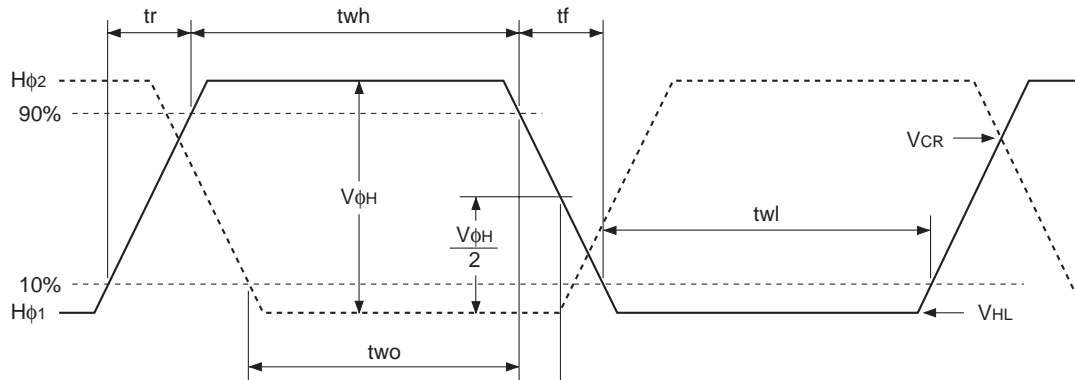 tr twh tf
Hϕ2
90%
VCR
VϕH
VϕH
2
twl
10%
Hϕ1
VHL
two